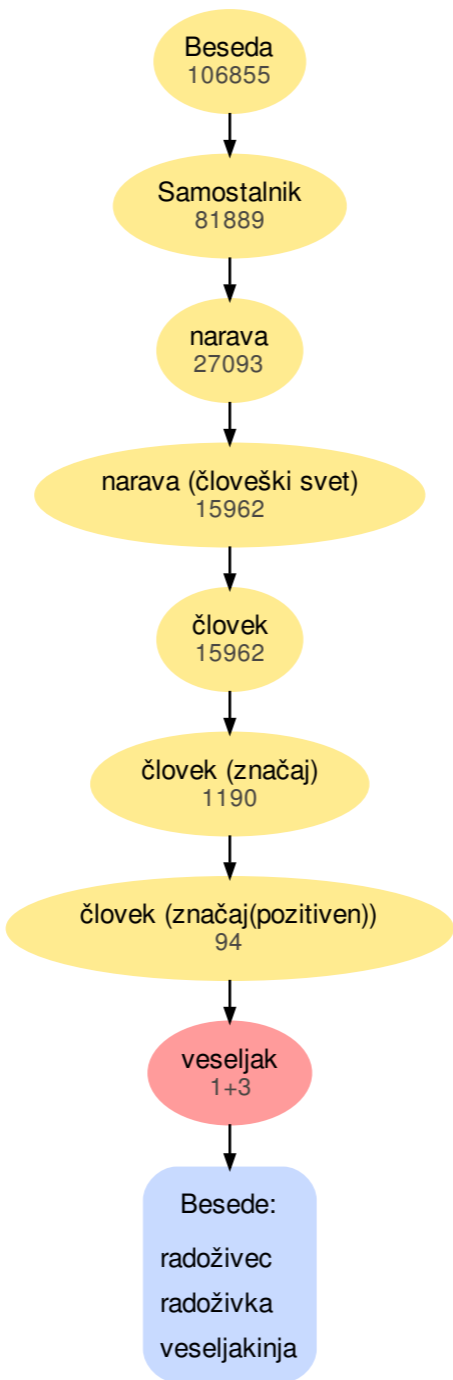 Beseda
106855
Samostalnik
81889
narava
27093
narava (človeški svet)
15962
človek
15962
človek (značaj)
1190
človek (značaj(pozitiven))
94
veseljak
1+3
Besede:
radoživec
radoživka
veseljakinja